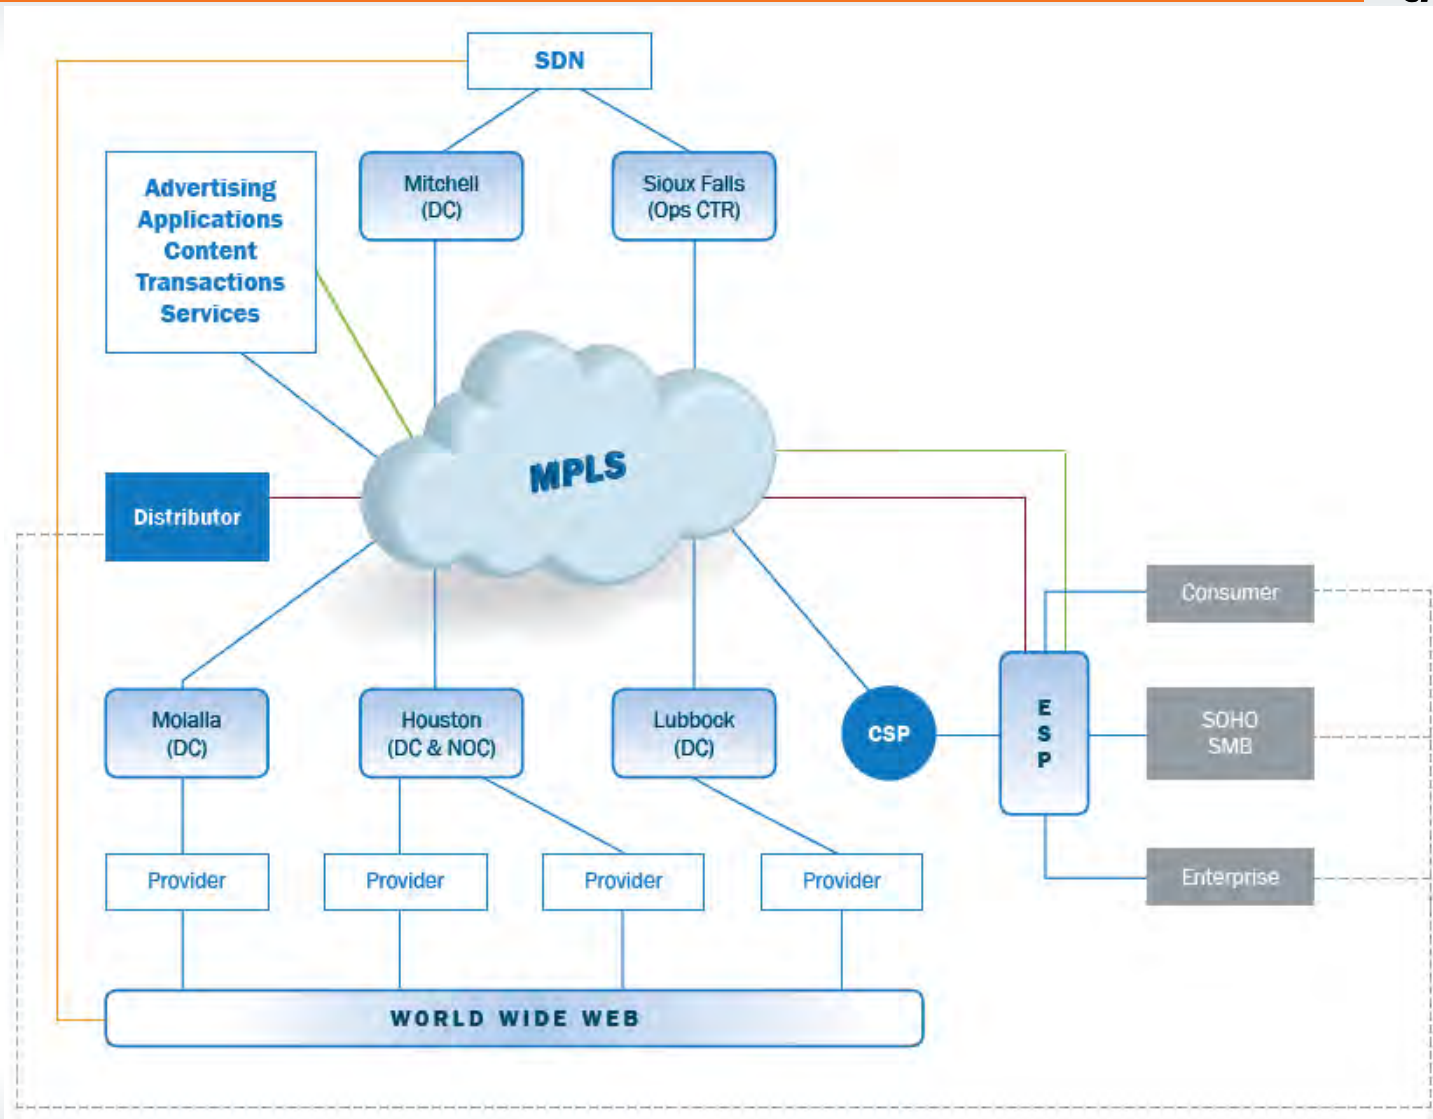 SDN
Mitchell
(DC)
Sioux Falls
(Ops CTR)
Advertising
Applications
Content
Transactions
Services
MPLS
Distributor
Consumer
Molalla
(DC)
Houston
(DC & NOC)
Lubbock
(DC)
CSP
E
S
P
SOHO
SMB
Provider
Provider
Provider
Provider
Enterprise
WORLD WIDE WEB